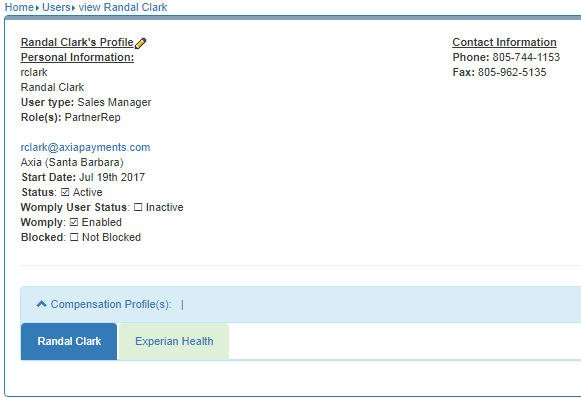 Home Users view Randal Clark
Randal Clark's Profile
Personal Information:
rclark
Randal Clark
User type: Sales Manager
Role(s): PartnerRep
rclark@axiapayments.com
Axia (Santa Barbara)
Start Date: Jul 19th 2017
Status: ☑ Active
Womply User Status: ☐ Inactive
Womply: ☑ Enabled
Blocked: ☐ Not Blocked
Contact Information
Phone: 805-744-1153
Fax: 805-962-5135
Compensation Profile(s): |
Randal Clark
Experian Health